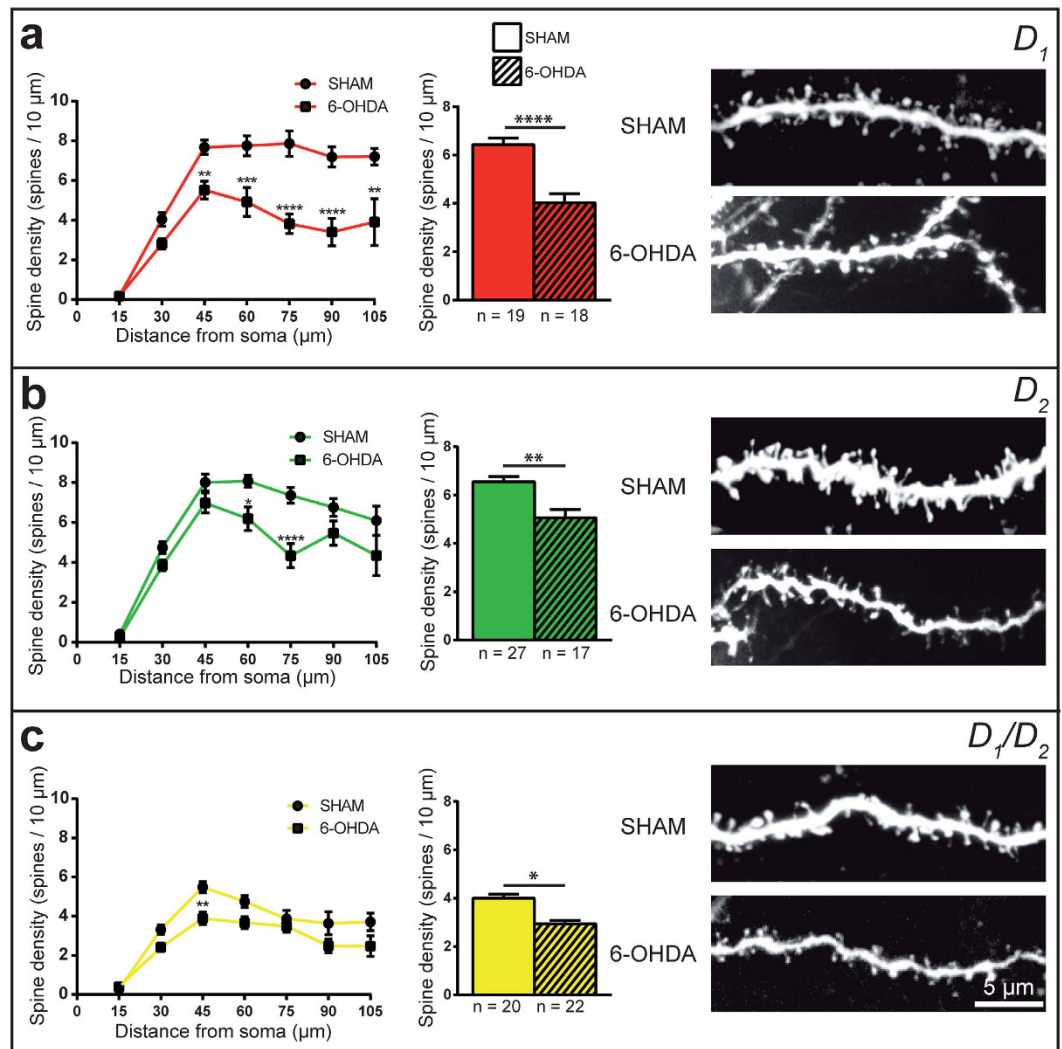 a
SHAM
6-OHDA
D1
SHAM
6-OHDA
Spine density (spines / 10 µm)
10
8
6
4
2
0
** *** **** **** **
0 15 30 45 60 75 90 105
Distance from soma (µm)
Spine density (spines / 10 µm)
8
6
4
2
0
****
n = 19 n = 18
SHAM
6-OHDA
b
D2
SHAM
6-OHDA
Spine density (spines / 10 µm)
10
8
6
4
2
0
* ****
0 15 30 45 60 75 90 105
Distance from soma (µm)
Spine density (spines / 10 µm)
8
6
4
2
0
**
n = 27 n = 17
SHAM
6-OHDA
c
D1/D2
SHAM
6-OHDA
Spine density (spines / 10 µm)
10
8
6
4
2
0
**
0 15 30 45 60 75 90 105
Distance from soma (µm)
Spine density (spines / 10 µm)
8
6
4
2
0
*
n = 20 n = 22
SHAM
6-OHDA
5 µm